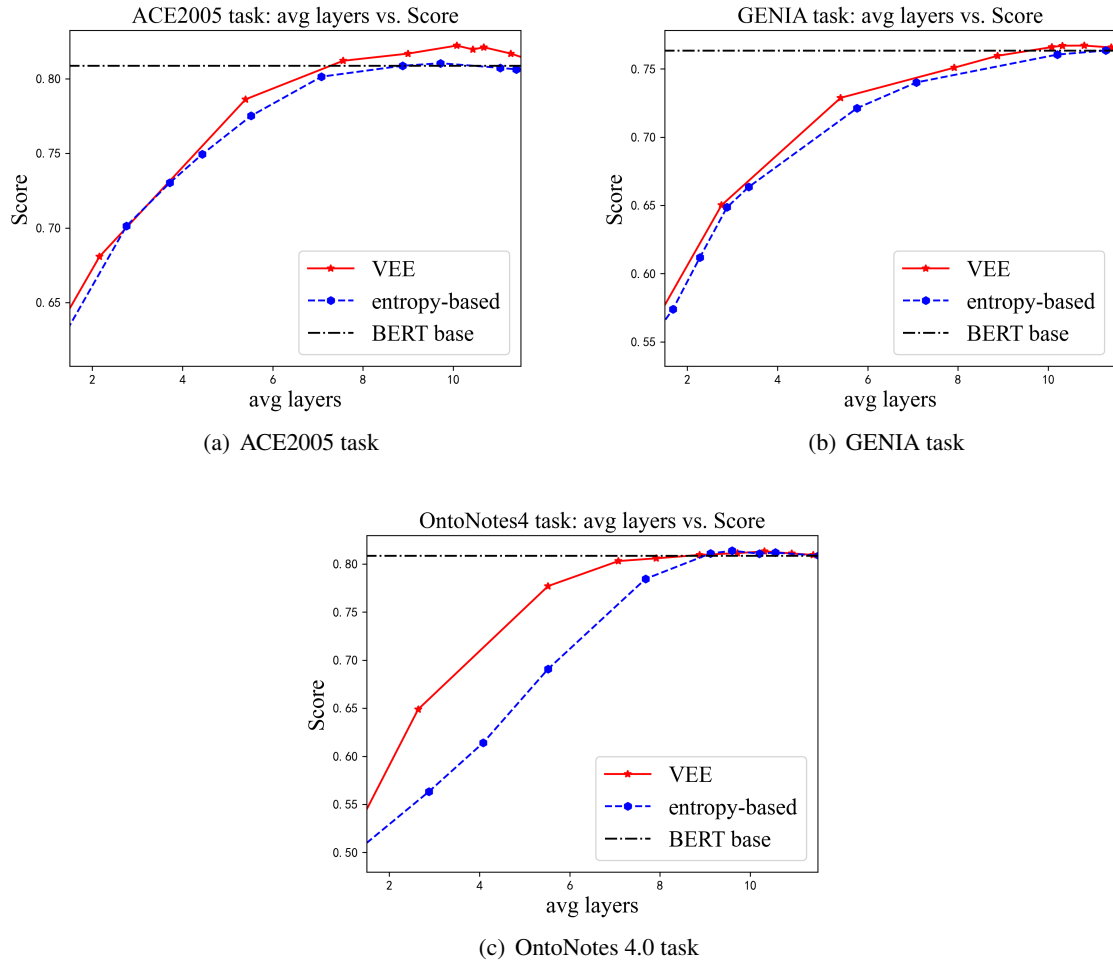 ACE2005 task: avg layers vs. Score
0.80
0.75
0.70
0.65
Score
VEE
entropy-based
BERT base
2 4 6 8 10
avg layers
(a) ACE2005 task
GENIA task: avg layers vs. Score
0.75
0.70
0.65
0.60
0.55
Score
VEE
entropy-based
BERT base
2 4 6 8 10
avg layers
(b) GENIA task
OntoNotes4 task: avg layers vs. Score
0.80
0.75
0.70
0.65
0.60
0.55
0.50
Score
VEE
entropy-based
BERT base
2 4 6 8 10
avg layers
(c) OntoNotes 4.0 task